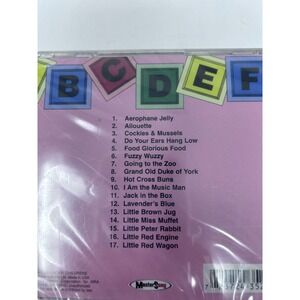 B C D E F
1. Aerophane Jelly
2. Allouette
3. Cockies & Mussels
4. Do Your Ears Hang Low
5. Food Glorious Food
6. Fuzzy Wuzzy
7. Going to the Zoo
8. Grand Old Duke of York
9. Hot Cross Buns
10. I Am the Music Man
11. Jack in the Box
12. Lavender's Blue
13. Little Brown Jug
14. Little Miss Muffet
15. Little Peter Rabbit
16. Little Red Engine
17. Little Red Wagon
MasterSong